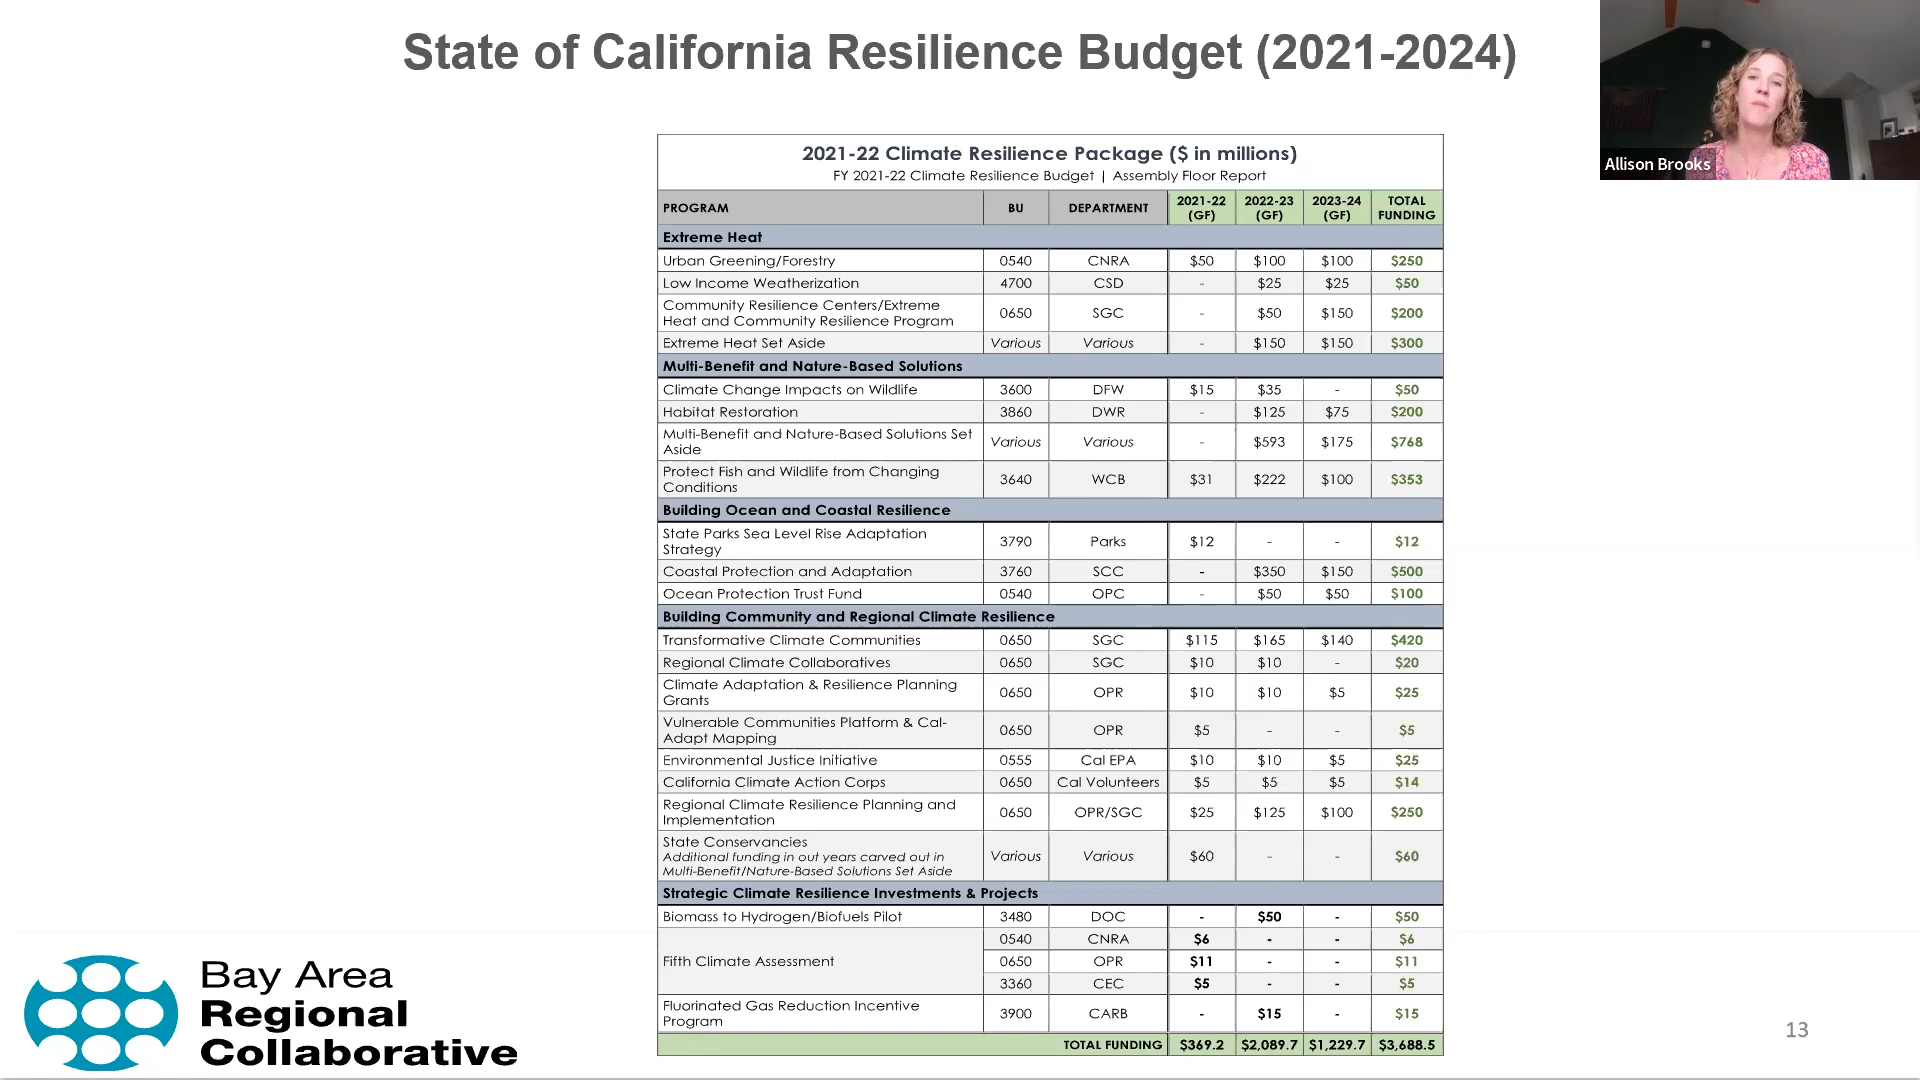 State of California Resilience Budget (2021-2024)
Allison Brooks
2021-22 Climate Resilience Package ($ in millions)
FY 2021-22 Climate Resilience Budget | Assembly Floor Report
PROGRAM BU DEPARTMENT 2021-22 (GF) 2022-23 (GF) 2023-24 (GF) TOTAL FUNDING
Extreme Heat
Urban Greening/Forestry 0540 CNRA $50 $100 $100 $250
Low Income Weatherization 4700 CSD - $25 $25 $50
Community Resilience Centers/Extreme
Heat and Community Resilience Program 0650 SGC - $50 $150 $200
Extreme Heat Set Aside Various Various - $150 $150 $300
Multi-Benefit and Nature-Based Solutions
Climate Change Impacts on Wildlife 3600 DFW $15 $35 - $50
Habitat Restoration 3860 DWR - $125 $75 $200
Multi-Benefit and Nature-Based Solutions Set
Aside Various Various - $593 $175 $768
Protect Fish and Wildlife from Changing
Conditions 3640 WCB $31 $222 $100 $353
Building Ocean and Coastal Resilience
State Parks Sea Level Rise Adaptation
Strategy 3790 Parks $12 - - $12
Coastal Protection and Adaptation 3760 SCC - $350 $150 $500
Ocean Protection Trust Fund 0540 OPC - $50 $50 $100
Building Community and Regional Climate Resilience
Transformative Climate Communities 0650 SGC $115 $165 $140 $420
Regional Climate Collaboratives 0650 SGC $10 $10 - $20
Climate Adaptation & Resilience Planning
Grants 0650 OPR $10 $10 $5 $25
Vulnerable Communities Platform & Cal-
Adapt Mapping 0650 OPR $5 - - $5
Environmental Justice Initiative 0555 Cal EPA $10 $10 $5 $25
California Climate Action Corps 0650 Cal Volunteers $5 $5 $5 $14
Regional Climate Resilience Planning and
Implementation 0650 OPR/SGC $25 $125 $100 $250
State Conservancies
Additional funding in out years carved out in
Multi-Benefit/Nature-Based Solutions Set Aside Various Various $60 - - $60
Strategic Climate Resilience Investments & Projects
Biomass to Hydrogen/Biofuels Pilot 3480 DOC - $50 - $50
Fifth Climate Assessment 0540 CNRA $6 - - $6
0650 OPR $11 - - $11
3360 CEC $5 - - $5
Fluorinated Gas Reduction Incentive
Program 3900 CARB - $15 - $15
TOTAL FUNDING $369.2 $2,089.7 $1,229.7 $3,688.5
Bay Area
Regional
Collaborative
13